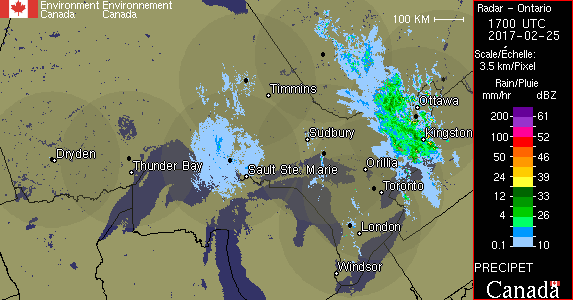 Environment Environnement
Canada Canada
100 KM
Radar - Ontario
1700 UTC
2017-02-25
Scale/Échelle:
3.5 km/Pixel
Rain/Pluie
mm/hr dBZ
200 61
100 52
50 46
24 39
12 33
4 26
0.1 10
PRECIPET
Canada
Timmins
Ottawa
Sudbury
Kingston
Dryden
Thunder Bay
Sault Ste. Marie
Orillia
Toronto
London
Windsor